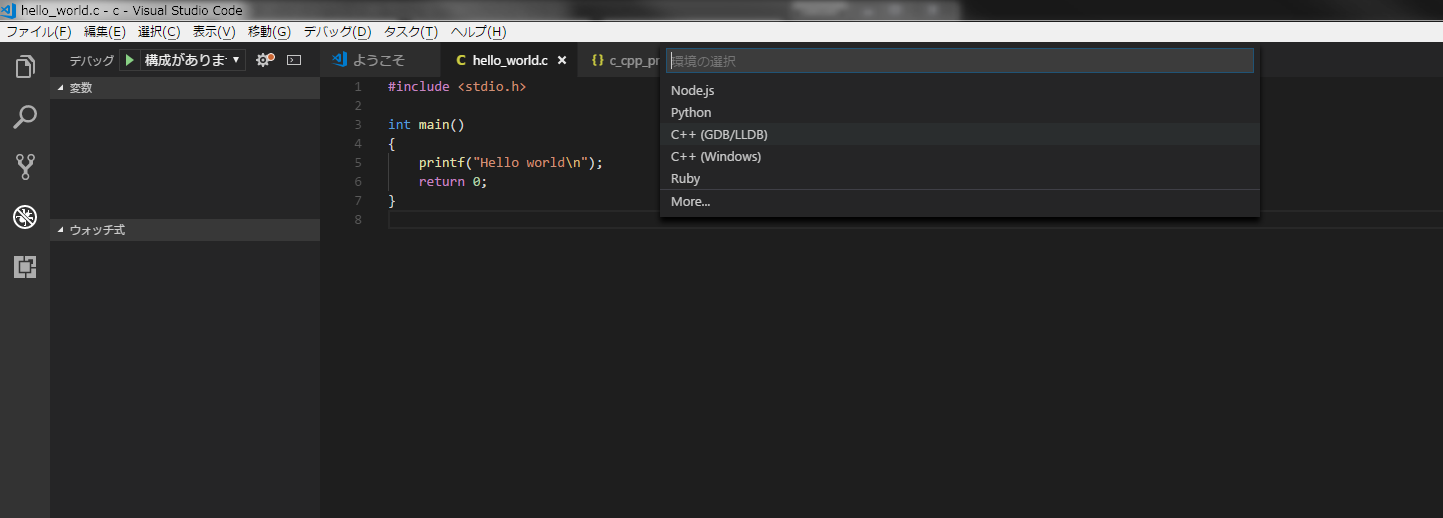 hello_world.c - c - Visual Studio Code
ファイル(F) 編集(E) 選択(C) 表示(V) 移動(G) デバッグ(D) タスク(T) ヘルプ(H)
デバッグ 構成がありま
ようこそ hello_world.c c_cpp_pr
環境の選択
Node.js
Python
C++ (GDB/LLDB)
C++ (Windows)
Ruby
More...
変数
ウォッチ式
1 #include <stdio.h>
2
3 int main()
4 {
5 printf("Hello world\n");
6 return 0;
7 }
8